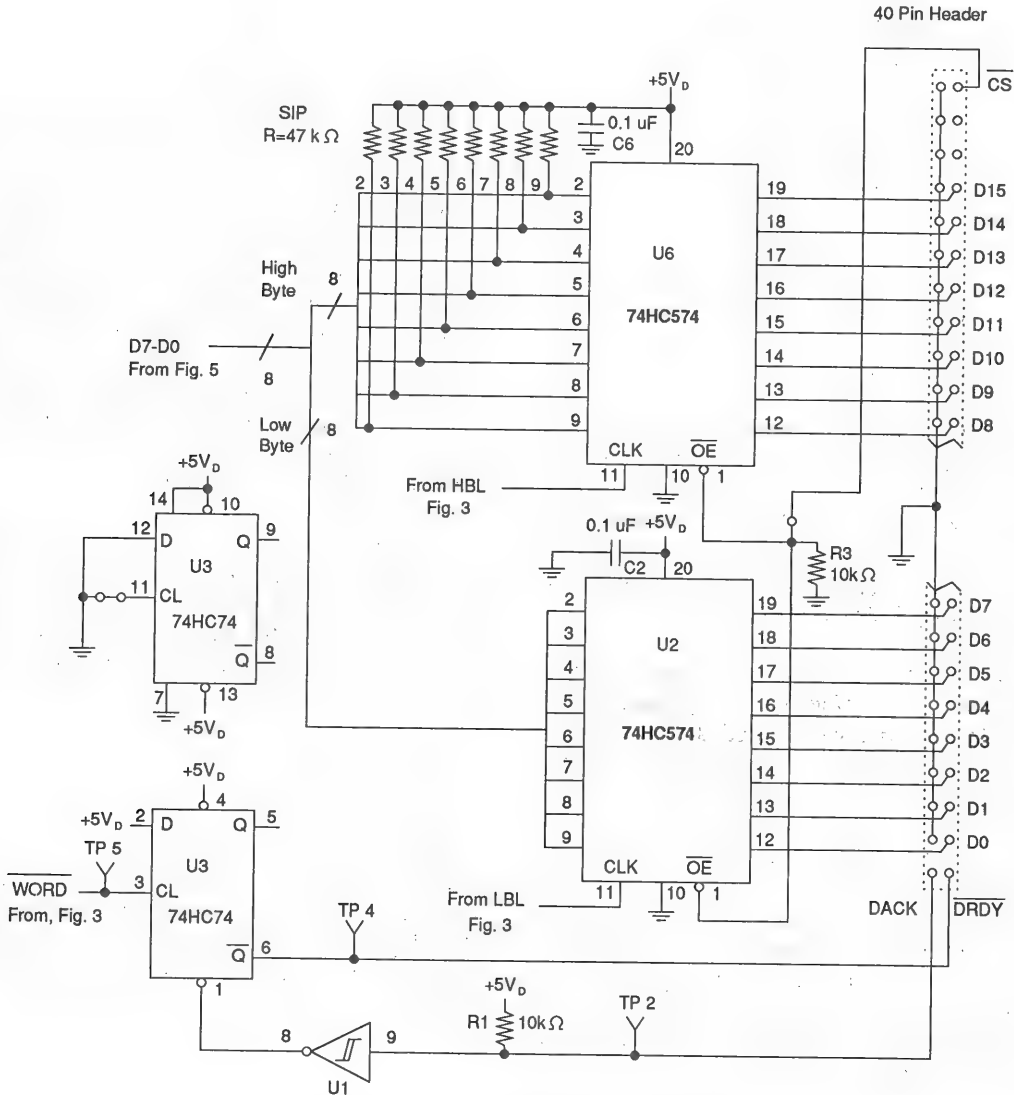 40 Pin Header
+5VD
CS
SIP
R=47 kΩ
0.1 uF
C6
20
2 3 4 5 6 7 8 9
2
19
D15
3
18
D14
U6
4
17
D13
High
Byte
8
5
16
D12
74HC574
6
15
D11
D7-D0
From Fig. 5
8
7
14
D10
8
13
D9
Low
Byte
8
9
12
D8
CLK
OE
11
10
1
From HBL
Fig. 3
+5VD
14
10
12
D
Q
9
U3
11
CL
74HC74
Q
8
7
13
+5VD
0.1 uF
+5VD
C2
20
R3
10kΩ
2
19
D7
3
18
D6
U2
4
17
D5
5
16
D4
74HC574
6
15
D3
7
14
D2
8
13
D1
9
12
D0
CLK
OE
11
10
1
From LBL
Fig. 3
DACK
DRDY
+5VD
4
+5VD
2
D
Q
5
TP 5
U3
WORD
3
CL
From, Fig. 3
74HC74
TP 4
Q
6
1
+5VD
R1
10kΩ
TP 2
8
9
U1